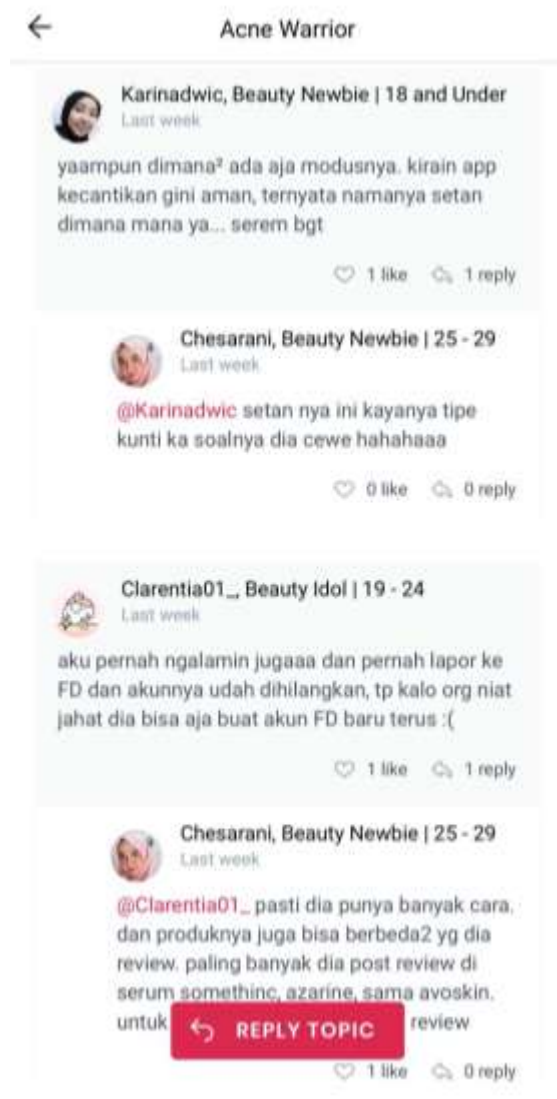 Acne Warrior
Karinadwic, Beauty Newbie | 18 and Under
Last week
yaampun dimana² ada aja modusnya. kirain app
kecantikan gini aman, ternyata namanya setan
dimana mana ya... serem bgt
1 like 1 reply
Chesarani, Beauty Newbie | 25 - 29
Last week
@Karinadwic setan nya ini kayanya tipe
kunti ka soalnya dia cewe hahahaaa
0 like 0 reply
Clarentia01_, Beauty Idol | 19 - 24
Last week
aku pernah ngalamin jugaaa dan pernah lapor ke
FD dan akunnya udah dihilangkan, tp kalo org niat
jahat dia bisa aja buat akun FD baru terus :(
1 like 1 reply
Chesarani, Beauty Newbie | 25 - 29
Last week
@Clarentia01_ pasti dia punya banyak cara.
dan produknya juga bisa berbeda2 yg dia
review. paling banyak dia post review di
serum somethinc, azarine, sama avoskin.
untuk review
REPLY TOPIC
1 like 0 reply